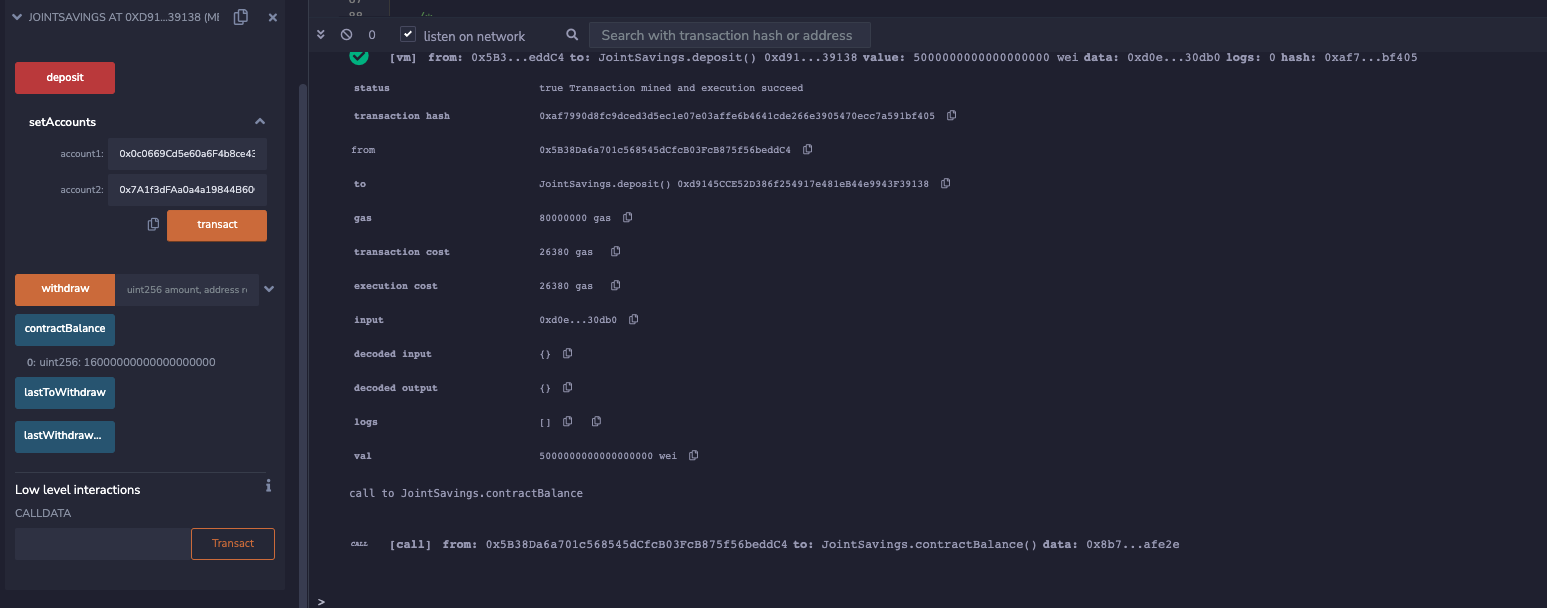 JOINTSAVINGS AT 0XD91...39138 (ME
deposit
setAccounts
account1: 0x0c0669Cd5e60a6F4b8ce43
account2: 0x7A1f3dFAa0a4a19844B60
transact
withdraw uint256 amount, address r
contractBalance
0: uint256: 16000000000000000000
lastToWithdraw
lastWithdraw...
Low level interactions i
CALLDATA
Transact
88
0 listen on network Search with transaction hash or address
[vm] from: 0x5B3...eddC4 to: JointSavings.deposit() 0xd91...39138 value: 5000000000000000000 wei data: 0xd0e...30db0 logs: 0 hash: 0xaf7...bf405
status true Transaction mined and execution succeed
transaction hash 0xaf7990d8fc9dced3d5ec1e07e03affe6b4641cde266e3905470ecc7a591bf405
from 0x5B38Da6a701c568545dCfcB03FcB875f56beddC4
to JointSavings.deposit() 0xd9145CCE52D386f254917e481eB44e9943F39138
gas 80000000 gas
transaction cost 26380 gas
execution cost 26380 gas
input 0xd0e...30db0
decoded input {}
decoded output {}
logs []
val 5000000000000000000 wei
call to JointSavings.contractBalance
CALL [call] from: 0x5B38Da6a701c568545dCfcB03FcB875f56beddC4 to: JointSavings.contractBalance() data: 0x8b7...afe2e
>